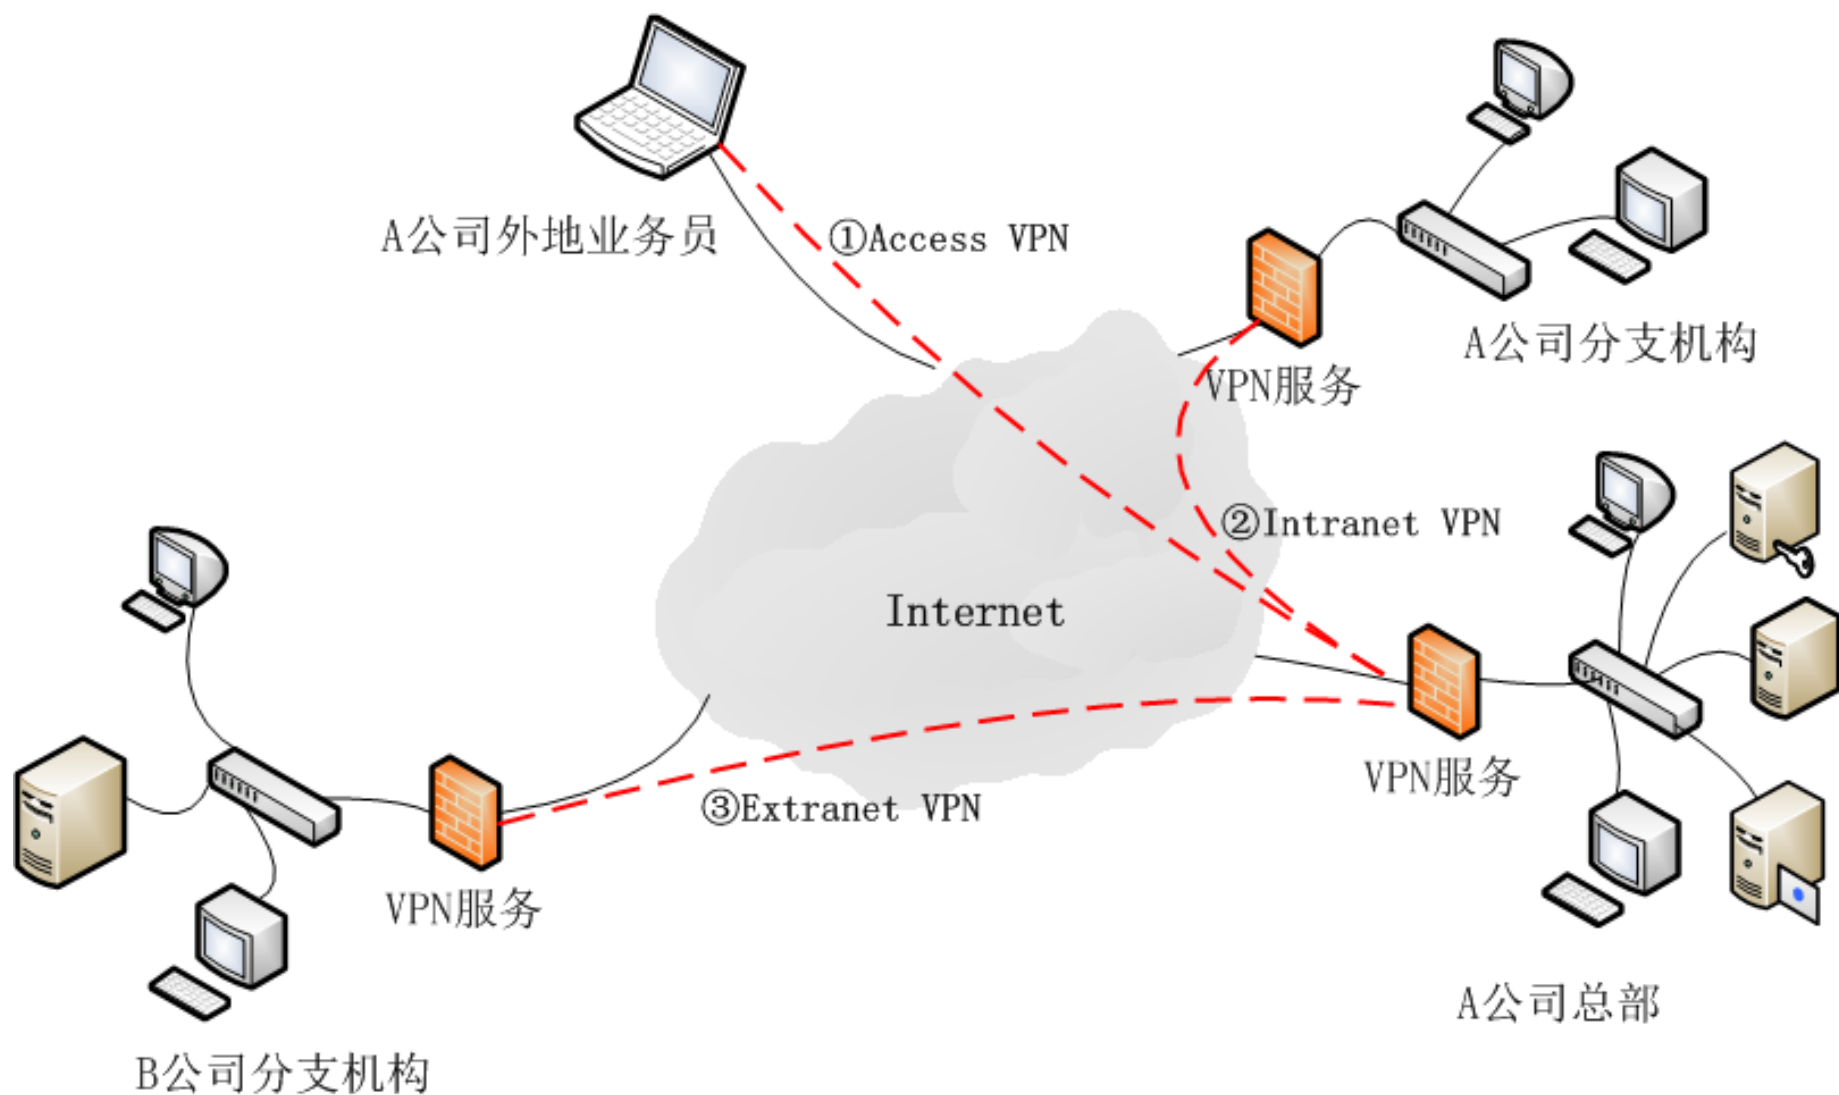 A公司外地业务员
①Access VPN
A公司分支机构
VPN服务
②Intranet VPN
Internet
VPN服务
③Extranet VPN
VPN服务
A公司总部
B公司分支机构